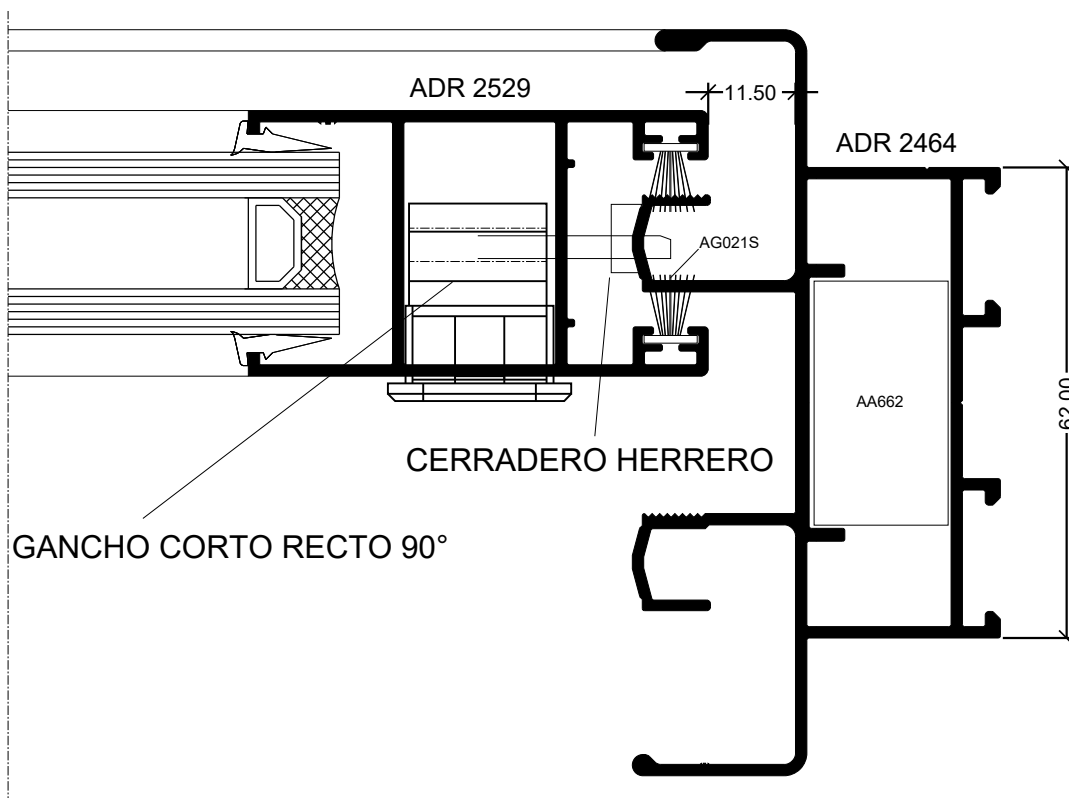 ADR 2529
11.50
ADR 2464
AG021S
AA662
62.00
CERRADERO HERRERO
GANCHO CORTO RECTO 90°